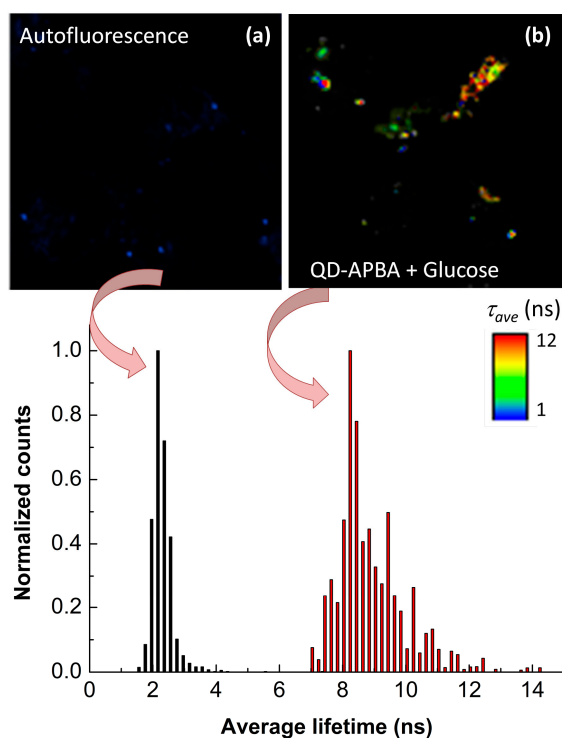 Autofluorescence
(a)
(b)
QD-APBA + Glucose
τave (ns)
12
1
Normalized counts
1.0
0.8
0.6
0.4
0.2
0.0
0 2 4 6 8 10 12 14
Average lifetime (ns)